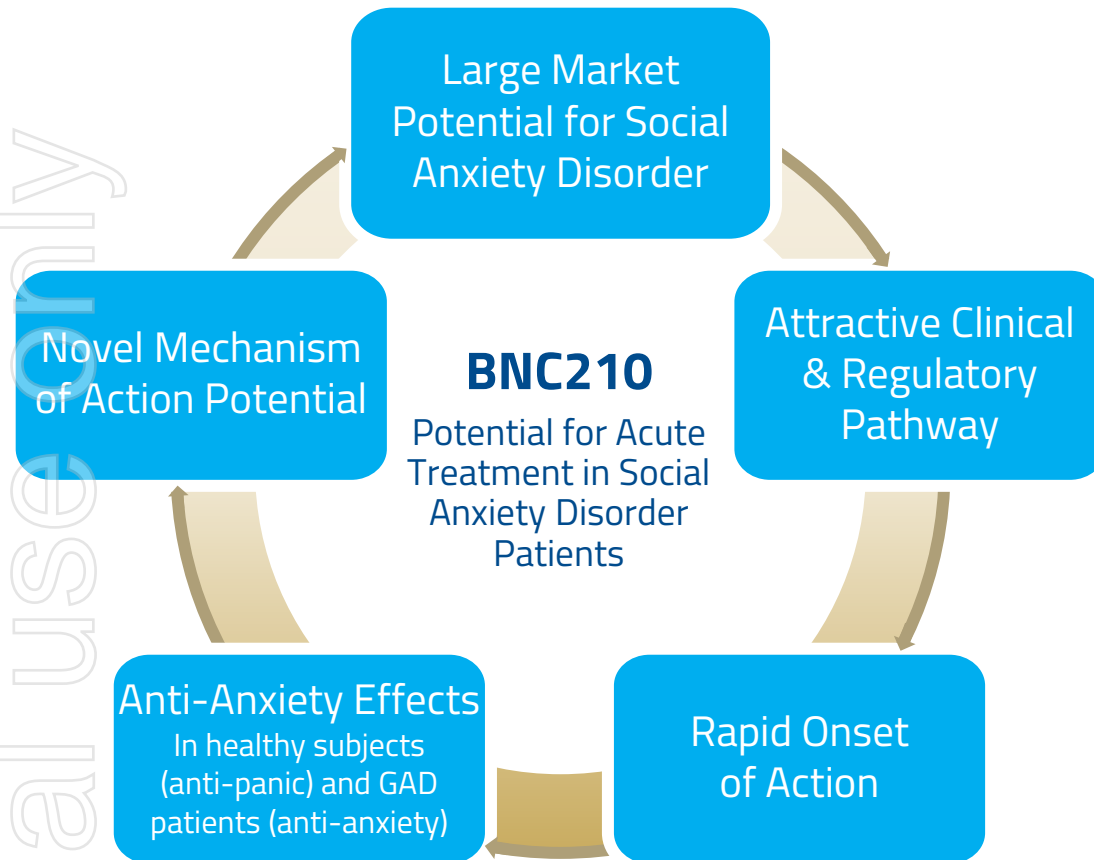 Large Market
Potential for Social
Anxiety Disorder
Attractive Clinical
& Regulatory
Pathway
Rapid Onset
of Action
Anti-Anxiety Effects
In healthy subjects
(anti-panic) and GAD
patients (anti-anxiety)
Novel Mechanism
of Action Potential
BNC210
Potential for Acute
Treatment in Social
Anxiety Disorder
Patients
al use only